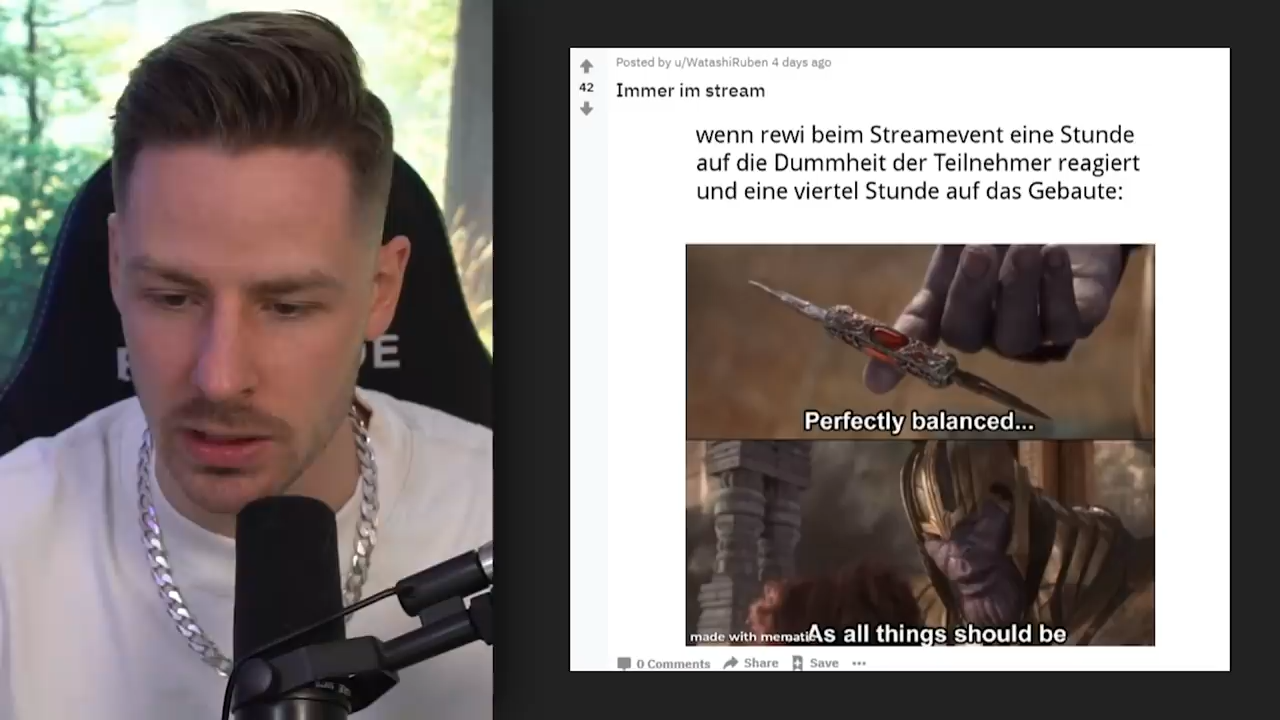 Posted by u/WatashiRuben 4 days ago
42
Immer im stream
wenn rewi beim Streamevent eine Stunde
auf die Dummheit der Teilnehmer reagiert
und eine viertel Stunde auf das Gebaute:
Perfectly balanced...
made with mematic
As all things should be
0 Comments Share Save